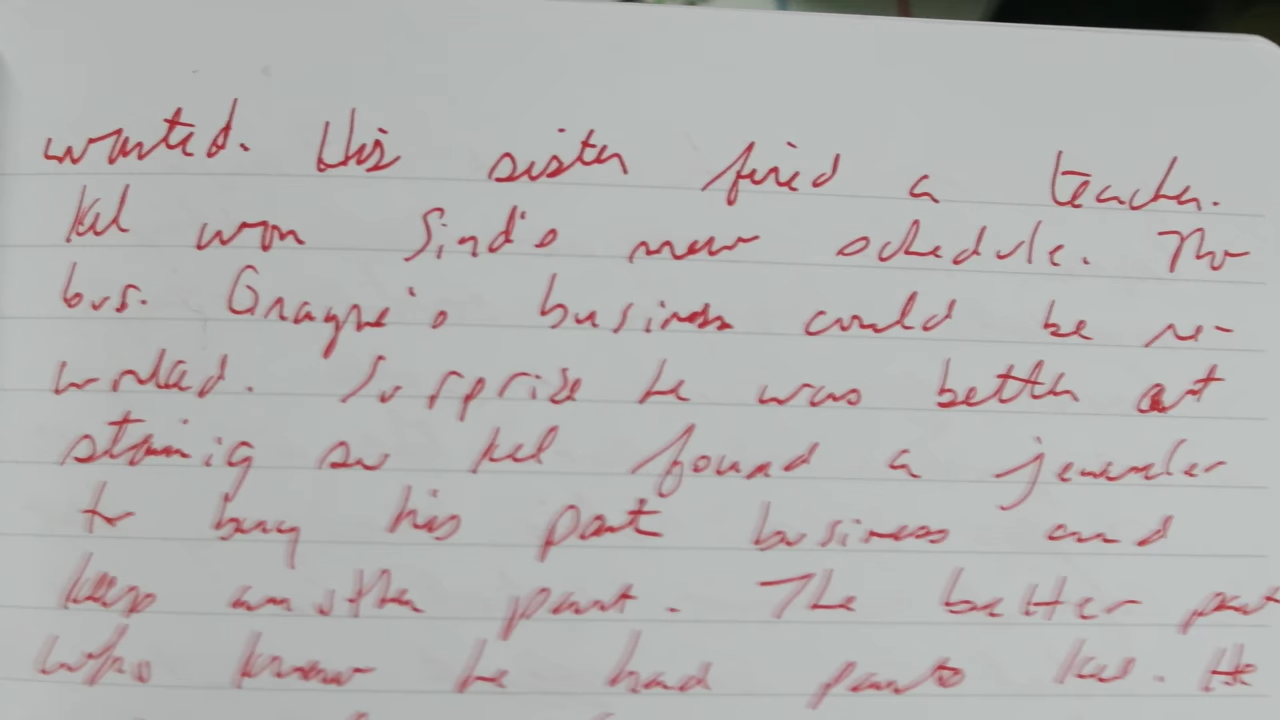 wanted. His sister fired a teacher.
Kel won Sind's new schedule. The
bus. Grayne's business could be re-
worked. Surprise he was better at
staining so Kel found a jeweler
to buy his part business and
keep another part. The better part
who knew he had parts Kel. He